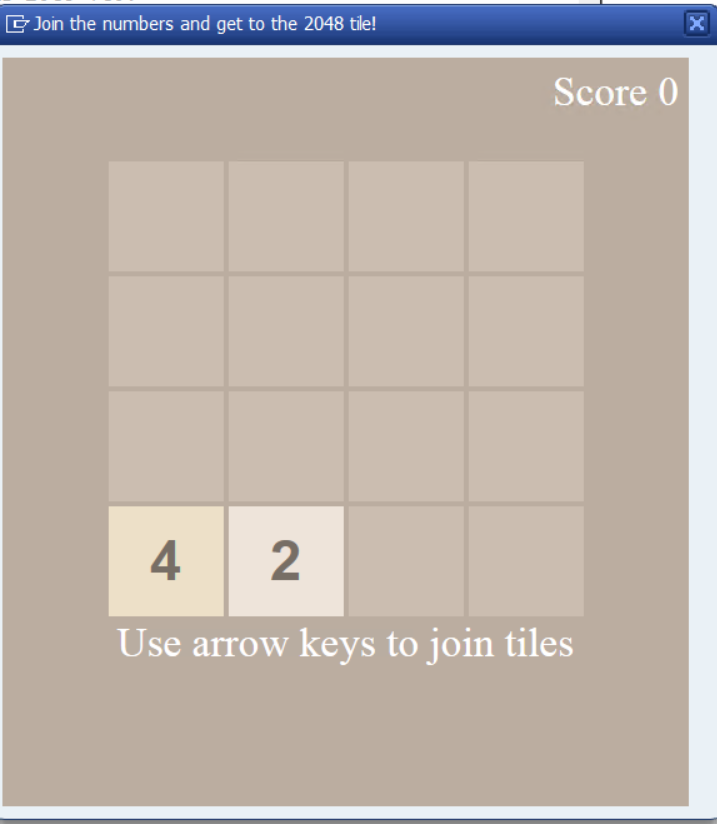 Join the numbers and get to the 2048 tile!
Score 0
4 2
Use arrow keys to join tiles